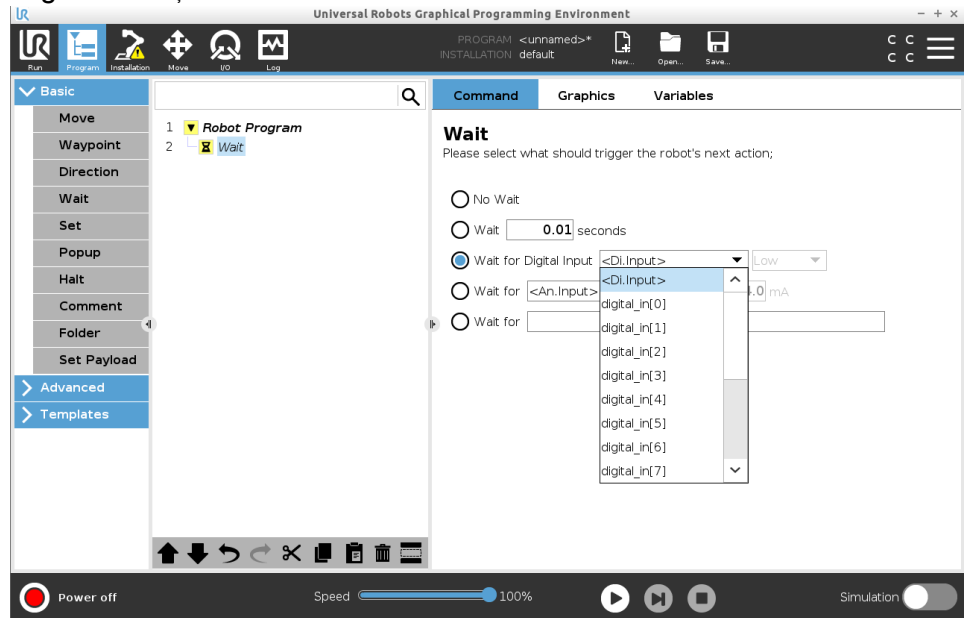 Universal Robots Graphical Programming Environment
UR
PROGRAM <unnamed>*
INSTALLATION default
Run Program Installation Move I/O Log New... Open... Save...
C C
C C
Basic
Move
Waypoint
Direction
Wait
Set
Popup
Halt
Comment
Folder
Set Payload
Advanced
Templates
1 Robot Program
2 Wait
Command Graphics Variables
Wait
Please select what should trigger the robot's next action;
No Wait
Wait 0.01 seconds
Wait for Digital Input <Di.Input> Low
Wait for <An.Input> .0 mA
Wait for
<Di.Input>
digital_in[0]
digital_in[1]
digital_in[2]
digital_in[3]
digital_in[4]
digital_in[5]
digital_in[6]
digital_in[7]
Power off Speed 100% Simulation